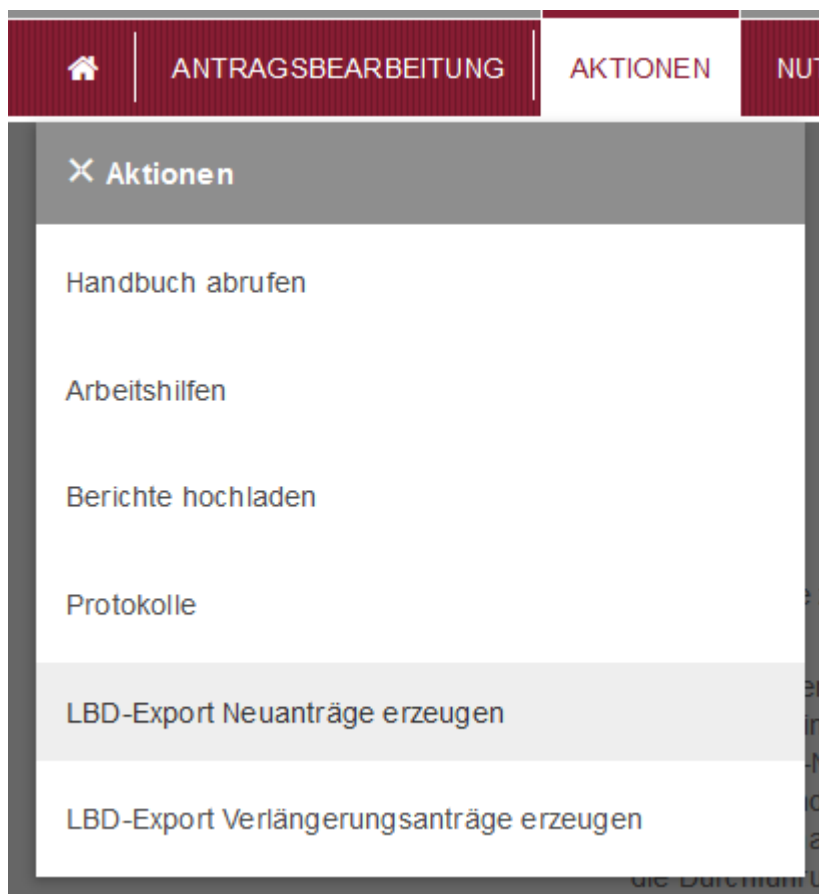 ANTRAGSBEARBEITUNG AKTIONEN
Aktionen
Handbuch abrufen
Arbeitshilfen
Berichte hochladen
Protokolle
LBD-Export Neuanträge erzeugen
LBD-Export Verlängerungsanträge erzeugen